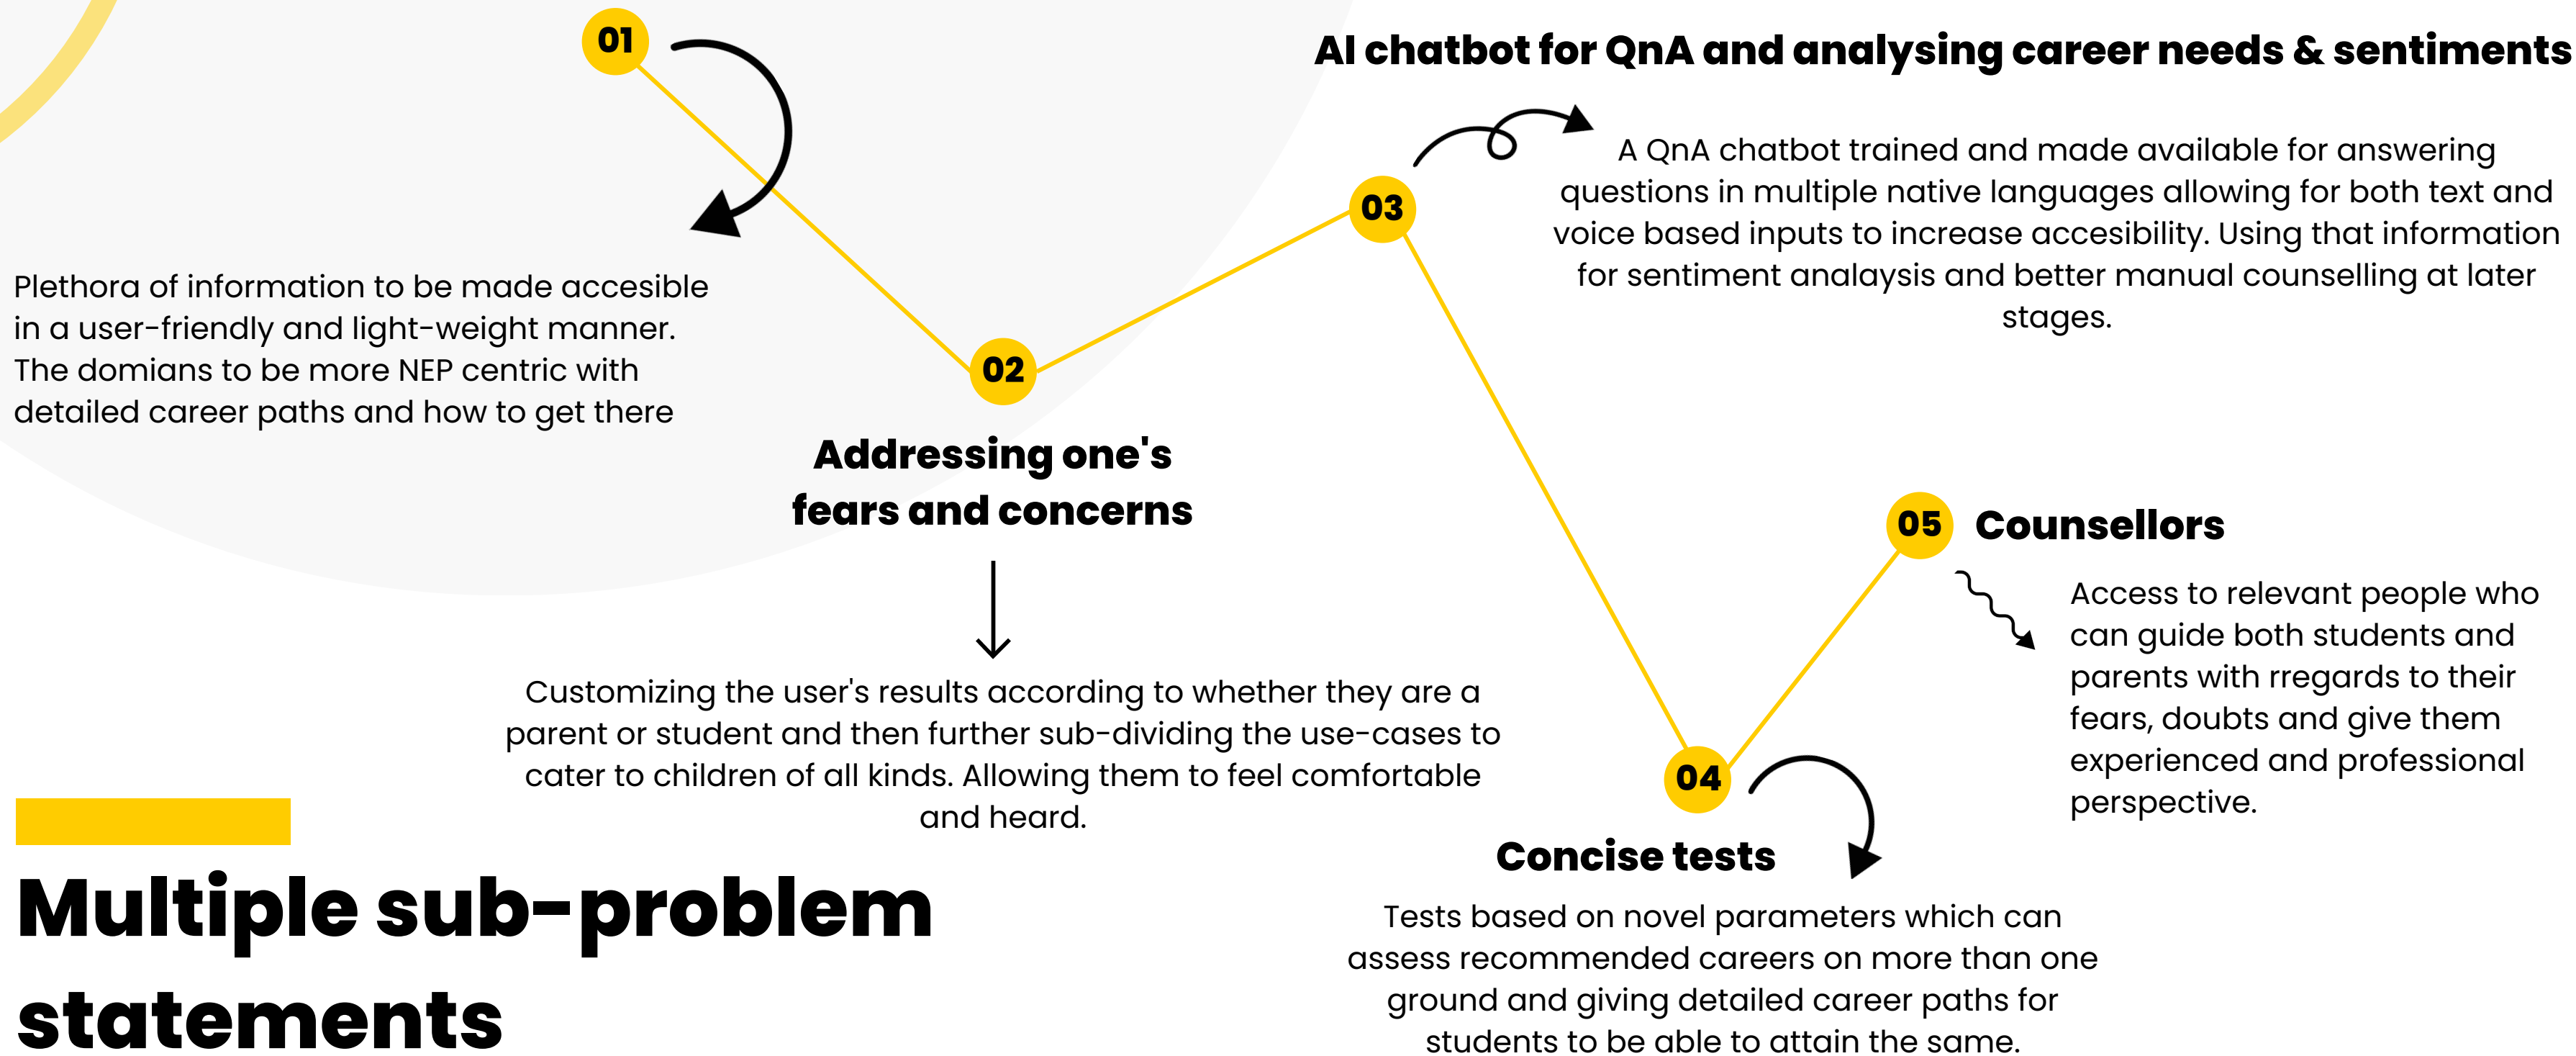 01
Plethora of information to be made accesible
in a user-friendly and light-weight manner.
The domians to be more NEP centric with
detailed career paths and how to get there
02
Addressing one's
fears and concerns
Customizing the user's results according to whether they are a
parent or student and then further sub-dividing the use-cases to
cater to children of all kinds. Allowing them to feel comfortable
and heard.
03
AI chatbot for QnA and analysing career needs & sentiments
A QnA chatbot trained and made available for answering
questions in multiple native languages allowing for both text and
voice based inputs to increase accesibility. Using that information
for sentiment analaysis and better manual counselling at later
stages.
04
Concise tests
Tests based on novel parameters which can
assess recommended careers on more than one
ground and giving detailed career paths for
students to be able to attain the same.
05
Counsellors
Access to relevant people who
can guide both students and
parents with rregards to their
fears, doubts and give them
experienced and professional
perspective.
Multiple sub-problem
statements